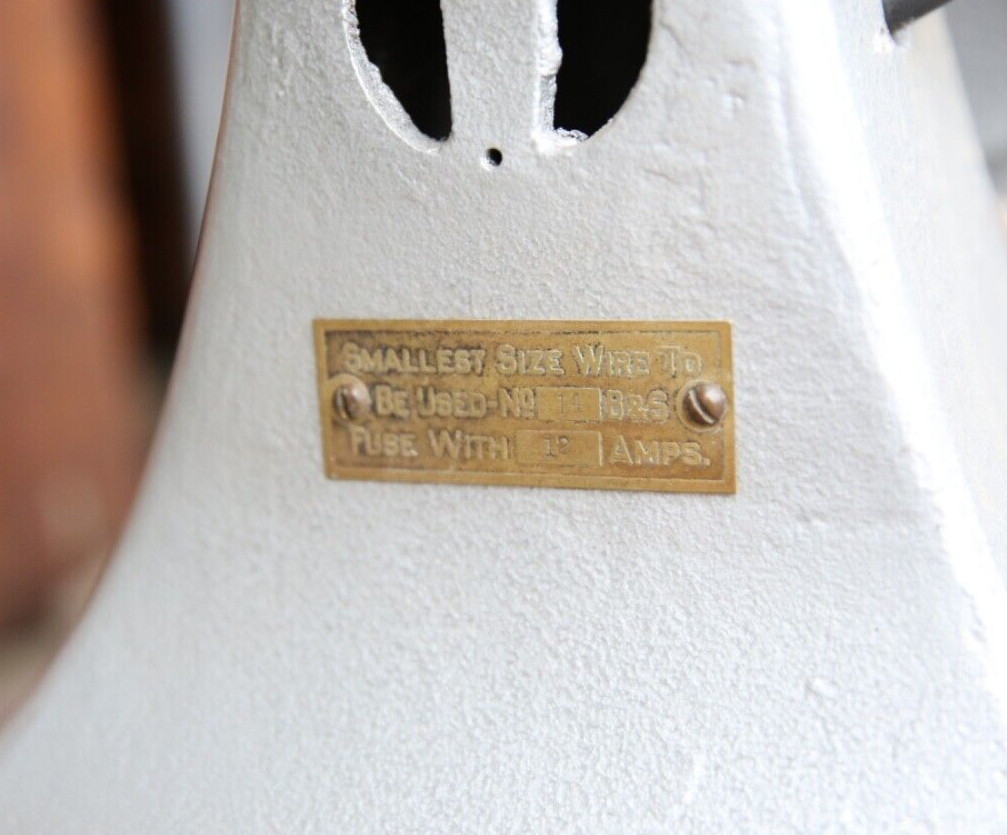 SMALLEST SIZE WIRE TO
BE USED-No 14 B&S
FUSE WITH AMPS.